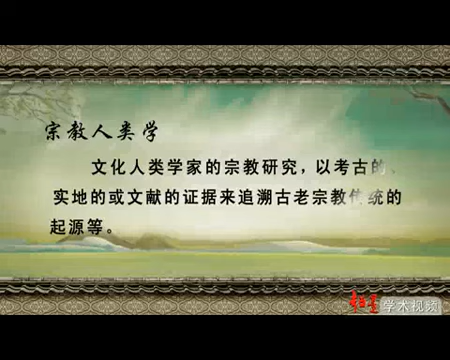 宗教人类学
文化人类学家的宗教研究，以考古的、
实地的或文献的证据来追溯古老宗教传统的
起源等。
超星学术视频